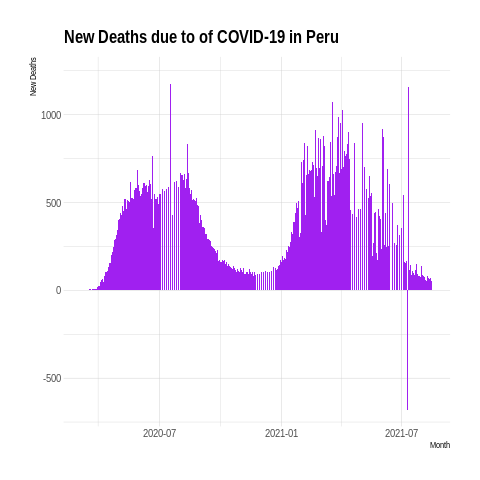 New Deaths due to of COVID-19 in Peru
New Deaths
1000
500
0
-500
2020-07
2021-01
2021-07
Month